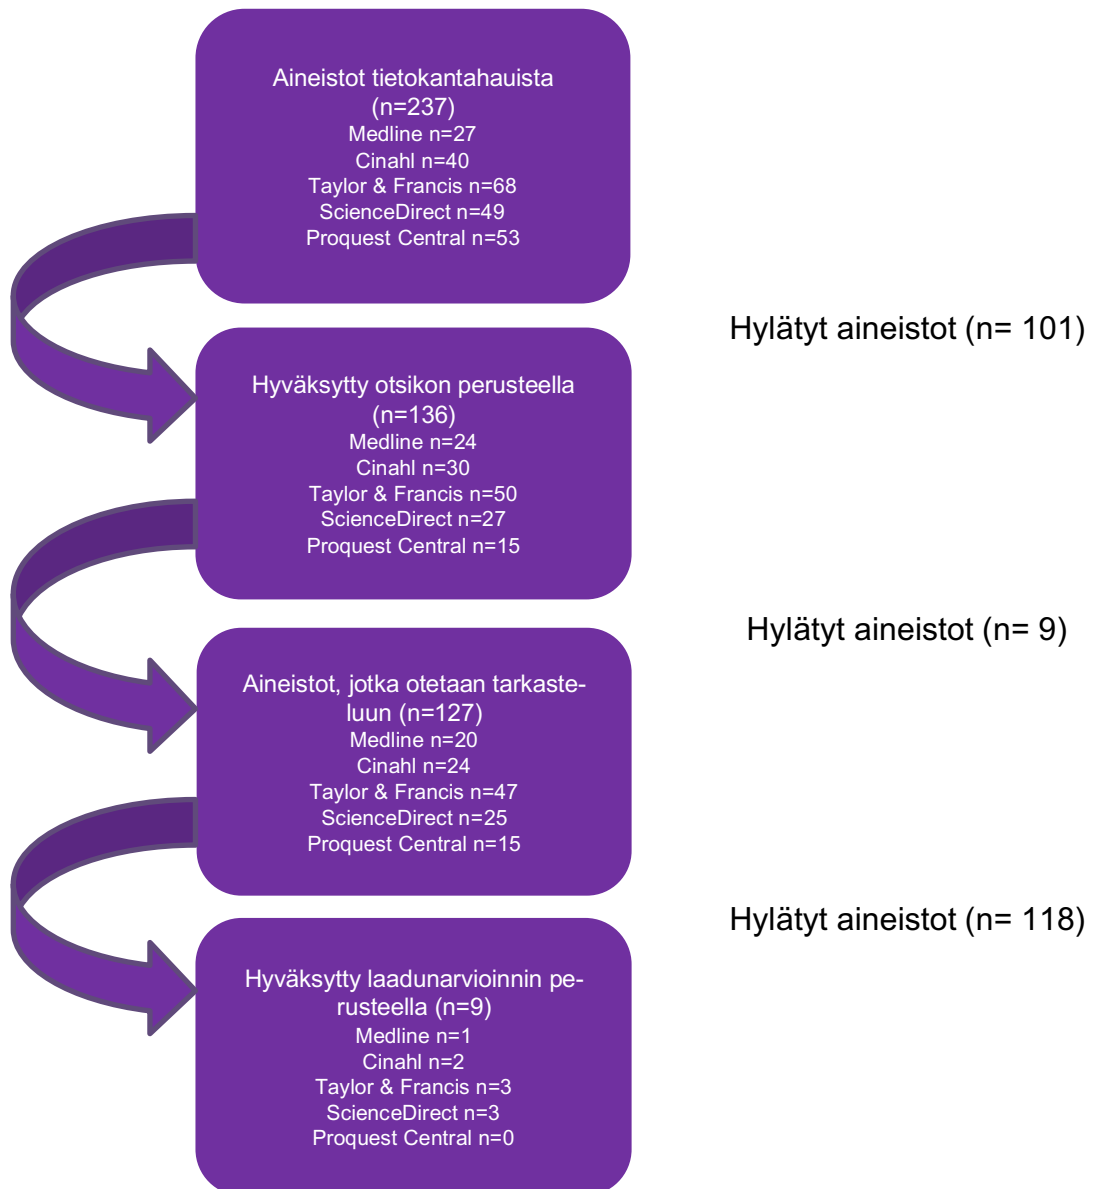 Aineistot tietokantahauista
(n=237)
Medline n=27
Cinahl n=40
Taylor & Francis n=68
ScienceDirect n=49
Proquest Central n=53
Hylätyt aineistot (n= 101)
Hyväksytty otsikon perusteella
(n=136)
Medline n=24
Cinahl n=30
Taylor & Francis n=50
ScienceDirect n=27
Proquest Central n=15
Hylätyt aineistot (n= 9)
Aineistot, jotka otetaan tarkaste-
luun (n=127)
Medline n=20
Cinahl n=24
Taylor & Francis n=47
ScienceDirect n=25
Proquest Central n=15
Hylätyt aineistot (n= 118)
Hyväksytty laadunarvioinnin pe-
rusteella (n=9)
Medline n=1
Cinahl n=2
Taylor & Francis n=3
ScienceDirect n=3
Proquest Central n=0